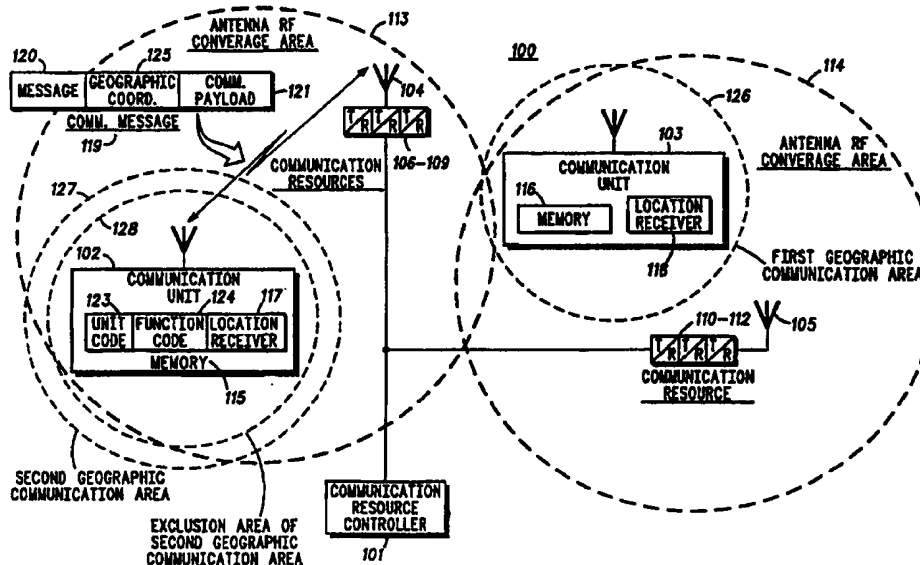 113
ANTENNA RF
CONVERAGE AREA
100
114
120
125
MESSAGE
GEOGRAPHIC
COORD.
COMM.
PAYLOAD
121
COMM. MESSAGE
119
104
T/R T/R T/R
106-109
COMMUNICATION
RESOURCES
126
103
COMMUNICATION
UNIT
116
MEMORY
LOCATION
RECEIVER
118
ANTENNA RF
CONVERAGE AREA
FIRST GEOGRAPHIC
COMMUNICATION AREA
127
128
102
COMMUNICATION
UNIT
123
124
117
UNIT
CODE
FUNCTION
CODE
LOCATION
RECEIVER
MEMORY
115
110-112
T/R T/R T/R
105
COMMUNICATION
RESOURCE
SECOND GEOGRAPHIC
COMMUNICATION AREA
EXCLUSION AREA OF
SECOND GEOGRAPHIC
COMMUNICATION AREA
COMMUNICATION
RESOURCE
CONTROLLER
101